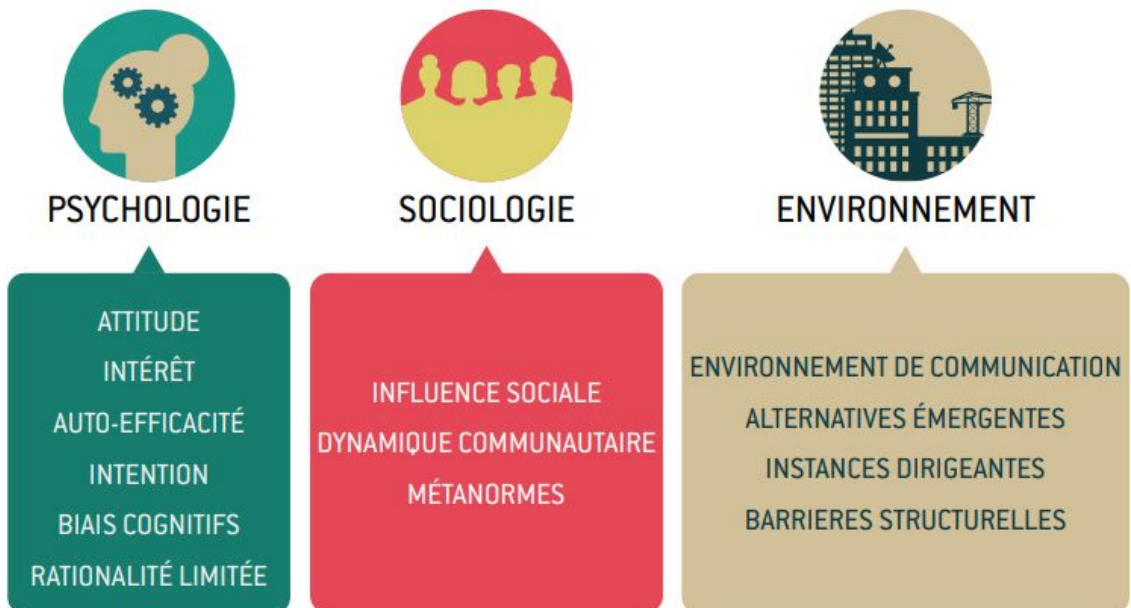 PSYCHOLOGIE
ATTITUDE
INTÉRÊT
AUTO-EFFICACITÉ
INTENTION
BIAIS COGNITIFS
RATIONALITÉ LIMITÉE
SOCIOLOGIE
INFLUENCE SOCIALE
DYNAMIQUE COMMUNAUTAIRE
MÉTANORMES
ENVIRONNEMENT
ENVIRONNEMENT DE COMMUNICATION
ALTERNATIVES ÉMERGENTES
INSTANCES DIRIGEANTES
BARRIERES STRUCTURELLES